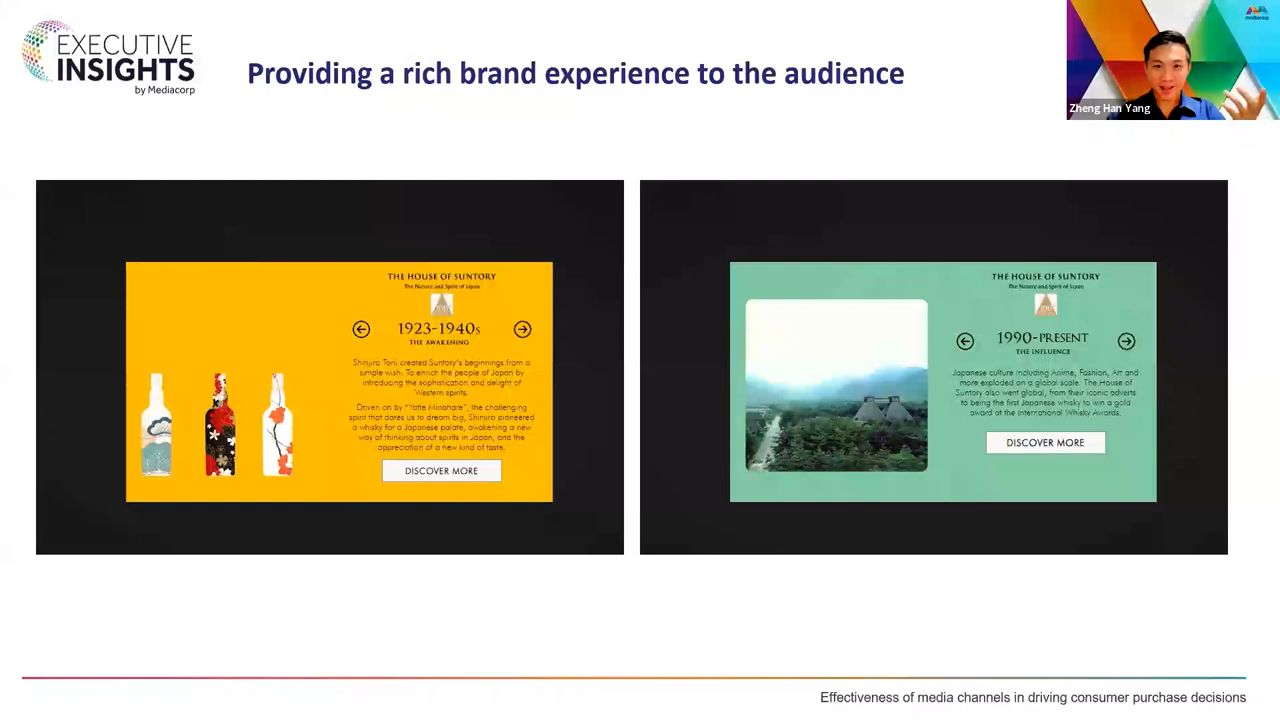 EXECUTIVE
INSIGHTS
by Mediacorp
Providing a rich brand experience to the audience
mediacorp
Zheng Han Yang
THE HOUSE OF SUNTORY
The Nature and Spirit of Japan
1923-1940s
THE AWAKENING
Shinjiro Torii created Suntory's beginnings from a
simple wish: To enrich the people of Japan by
introducing the sophistication and delight of
Western spirits.
Driven on by "Yatte Minahare", the challenging
spirit that dares us to dream big, Shinjiro pioneered
a whisky for a Japanese palate, awakening a new
way of thinking about spirits in Japan, and the
appreciation of a new kind of taste.
DISCOVER MORE
THE HOUSE OF SUNTORY
The Nature and Spirit of Japan
1990-PRESENT
THE INFLUENCE
Japanese culture including Anime, Fashion, Art and
more exploded on a global scale. The House of
Suntory also went global, from their iconic adverts
to being the first Japanese whisky to win a gold
award at the International Whisky Awards.
DISCOVER MORE
Effectiveness of media channels in driving consumer purchase decisions